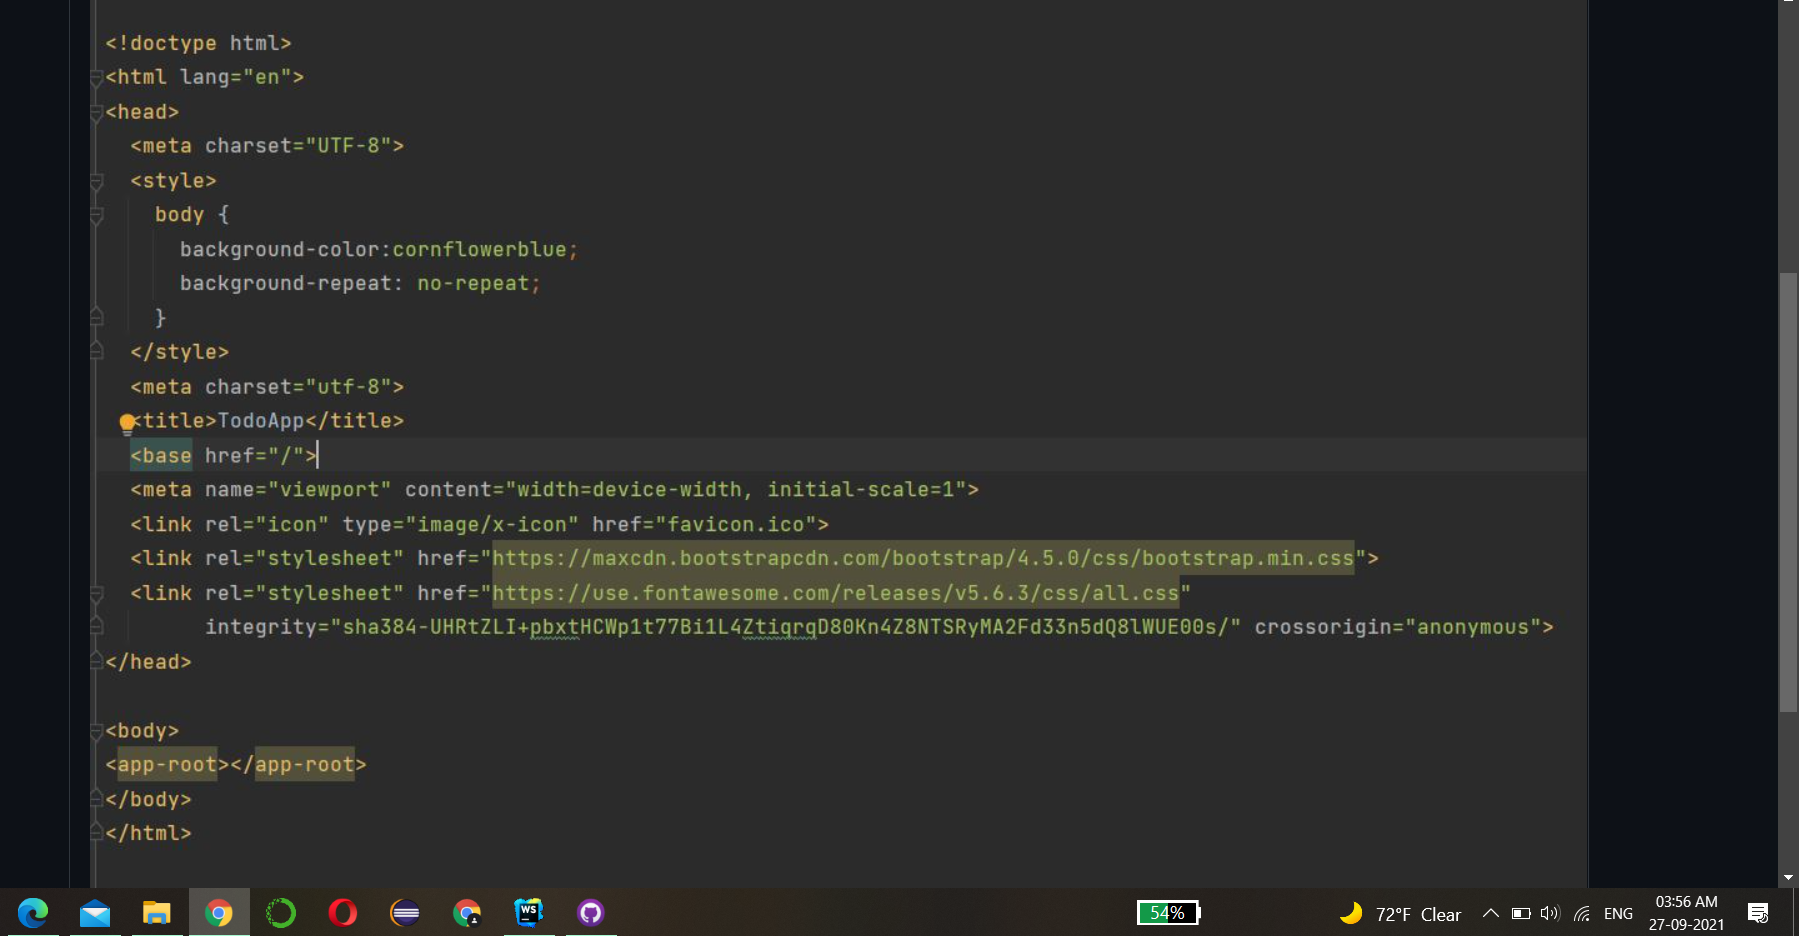 <!doctype html>
<html lang="en">
<head>
<meta charset="UTF-8">
<style>
body {
background-color:cornflowerblue;
background-repeat: no-repeat;
}
</style>
<meta charset="utf-8">
<title>TodoApp</title>
<base href="/">
<meta name="viewport" content="width=device-width, initial-scale=1">
<link rel="icon" type="image/x-icon" href="favicon.ico">
<link rel="stylesheet" href="https://maxcdn.bootstrapcdn.com/bootstrap/4.5.0/css/bootstrap.min.css">
<link rel="stylesheet" href="https://use.fontawesome.com/releases/v5.6.3/css/all.css"
integrity="sha384-UHRtZLI+pbxtHCWp1t77Bi1L4ZtiqrqD80Kn4Z8NTSRyMA2Fd33n5dQ8lWUE00s/" crossorigin="anonymous">
</head>
<body>
<app-root></app-root>
</body>
</html>
WS
54%
72°F Clear
ENG
03:56 AM
27-09-2021